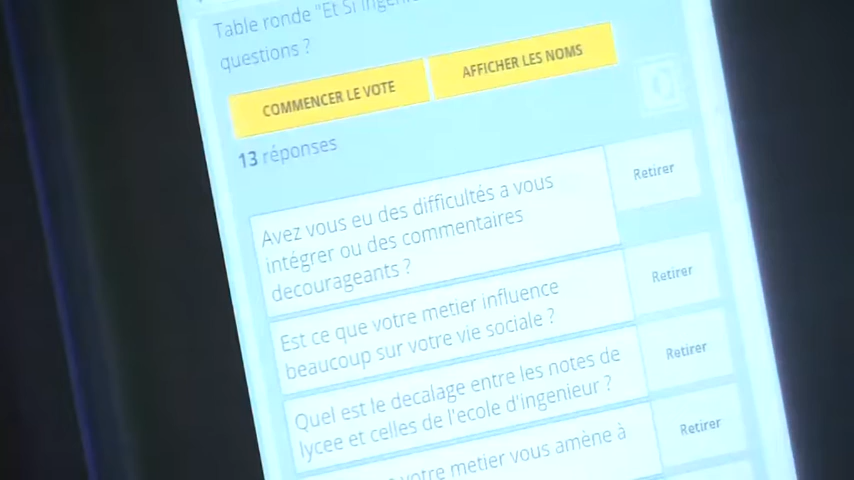 Table ronde "Et Si
questions ?
COMMENCER LE VOTE
AFFICHER LES NOMS
13 réponses
Avez vous eu des difficultés a vous
intégrer ou des commentaires
decourageants ?
Retirer
Est ce que votre metier influence
beaucoup sur votre vie sociale ?
Retirer
Quel est le decalage entre les notes de
lycee et celles de l'ecole d'ingenieur ?
Retirer
votre metier vous amène à
Retirer